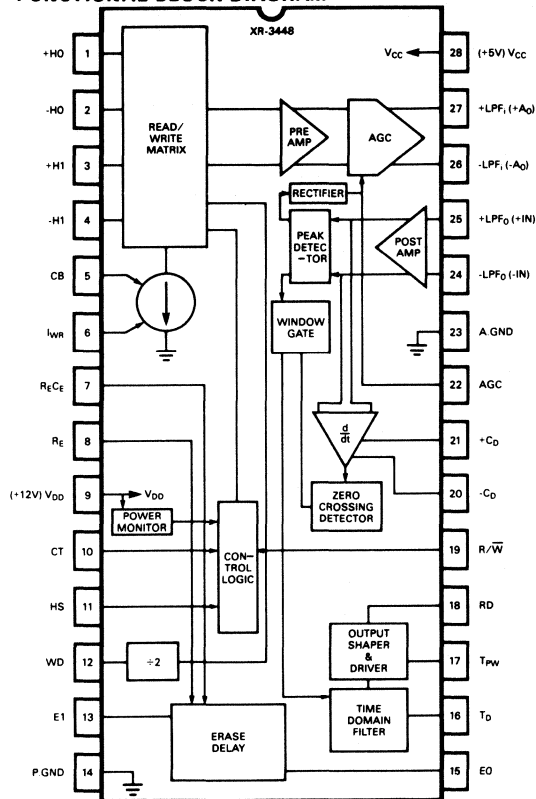 FUNCTIONAL BLOCK DIAGRAM
XR-3448
+H0 1
-H0 2
+H1 3
-H1 4
CB 5
IWR 6
RECE 7
RE 8
(+12V) VDD 9
CT 10
HS 11
WD 12
E1 13
P.GND 14
READ/
WRITE
MATRIX
PRE
AMP
AGC
RECTIFIER
PEAK
DETEC
-TOR
POST
AMP
WINDOW
GATE
d
dt
ZERO
CROSSING
DETECTOR
VDD
POWER
MONITOR
CON–
TROL
LOGIC
÷2
OUTPUT
SHAPER
&
DRIVER
TIME
DOMAIN
FILTER
ERASE
DELAY
VCC
28 (+5V) VCC
27 +LPFi (+AO)
26 -LPFi (-AO)
25 +LPFO (+IN)
24 -LPFO (-IN)
23 A.GND
22 AGC
21 +CD
20 -CD
19 R/W̅
18 RD
17 TPW
16 TD
15 EO